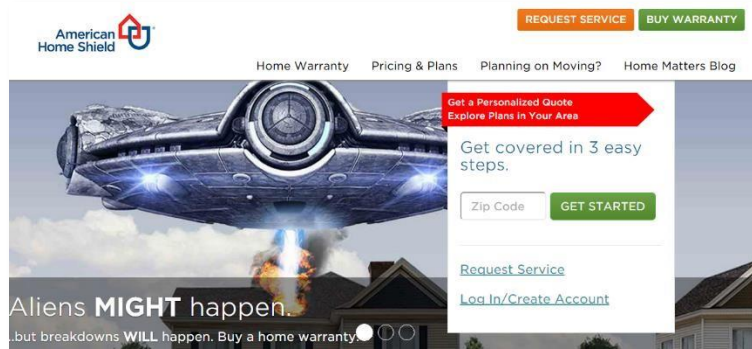 American
Home Shield
REQUEST SERVICE
BUY WARRANTY
Home Warranty
Pricing & Plans
Planning on Moving?
Home Matters Blog
Get a Personalized Quote
Explore Plans in Your Area
Get covered in 3 easy
steps.
Zip Code
GET STARTED
Request Service
Log In/Create Account
Aliens MIGHT happen.
..but breakdowns WILL happen. Buy a home warranty.